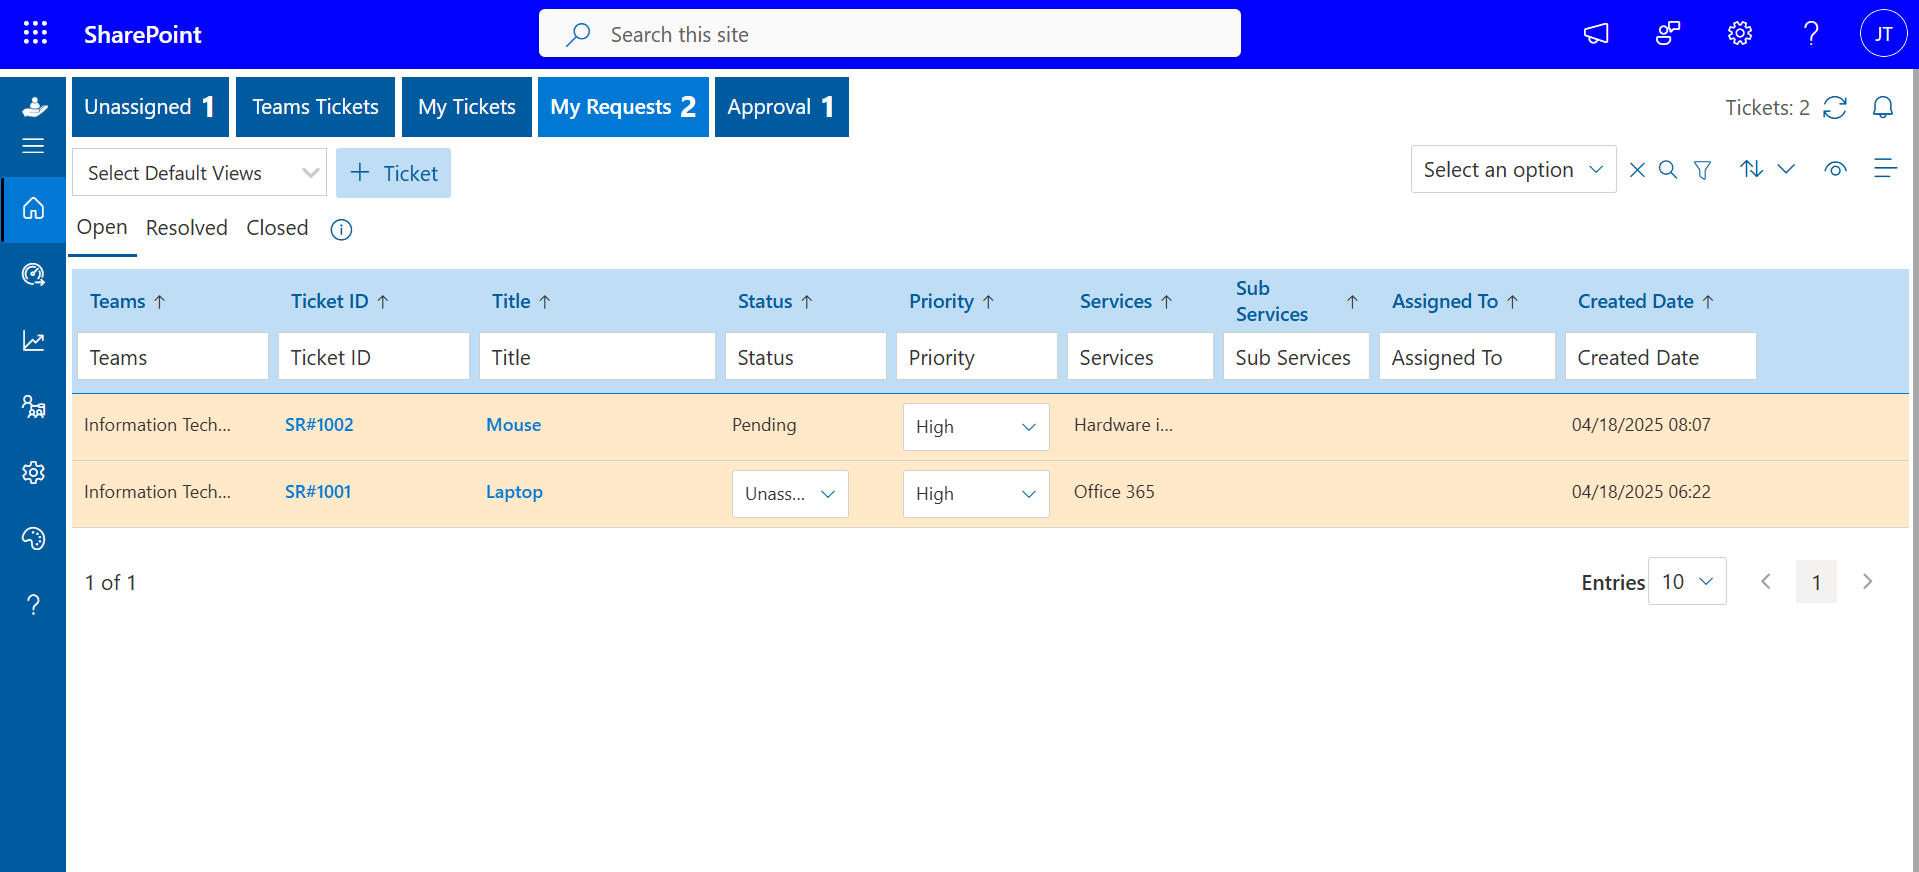 SharePoint
Search this site
JT
Unassigned 1
Teams Tickets
My Tickets
My Requests 2
Approval 1
Tickets: 2
Select Default Views
+ Ticket
Select an option
Open
Resolved
Closed
Teams ↑
Ticket ID ↑
Title ↑
Status ↑
Priority ↑
Services ↑
Sub Services ↑
Assigned To ↑
Created Date ↑
Teams
Ticket ID
Title
Status
Priority
Services
Sub Services
Assigned To
Created Date
Information Tech...
SR#1002
Mouse
Pending
High
Hardware i...
04/18/2025 08:07
Information Tech...
SR#1001
Laptop
Unass...
High
Office 365
04/18/2025 06:22
1 of 1
Entries
10
1